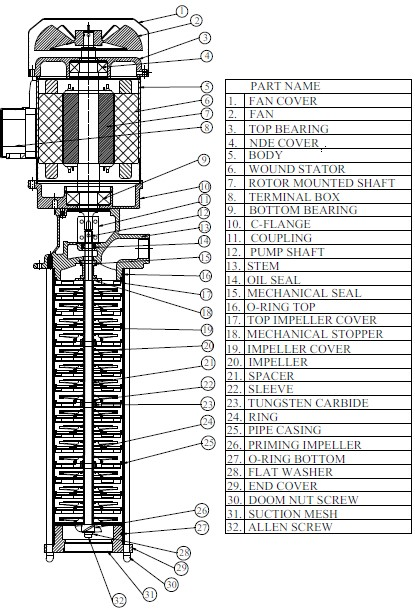 1
2
3
4
5
6
7
8
9
10
11
12
13
14
15
16
17
18
19
20
21
22
23
24
25
26
27
28
29
30
31
32
PART NAME
1. FAN COVER
2. FAN
3. TOP BEARING
4. NDE COVER
5. BODY
6. WOUND STATOR
7. ROTOR MOUNTED SHAFT
8. TERMINAL BOX
9. BOTTOM BEARING
10. C-FLANGE
11. COUPLING
12. PUMP SHAFT
13. STEM
14. OIL SEAL
15. MECHANICAL SEAL
16. O-RING TOP
17. TOP IMPELLER COVER
18. MECHANICAL STOPPER
19. IMPELLER COVER
20. IMPELLER
21. SPACER
22. SLEEVE
23. TUNGSTEN CARBIDE
24. RING
25. PIPE CASING
26. PRIMING IMPELLER
27. O-RING BOTTOM
28. FLAT WASHER
29. END COVER
30. DOOM NUT SCREW
31. SUCTION MESH
32. ALLEN SCREW